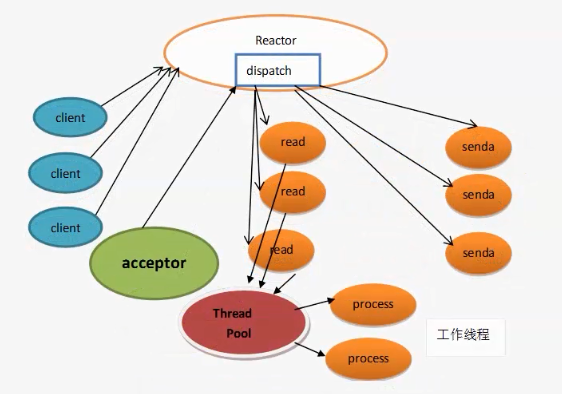 Reactor
dispatch
client
client
client
acceptor
read
read
read
senda
senda
senda
Thread
Pool
process
process
工作线程